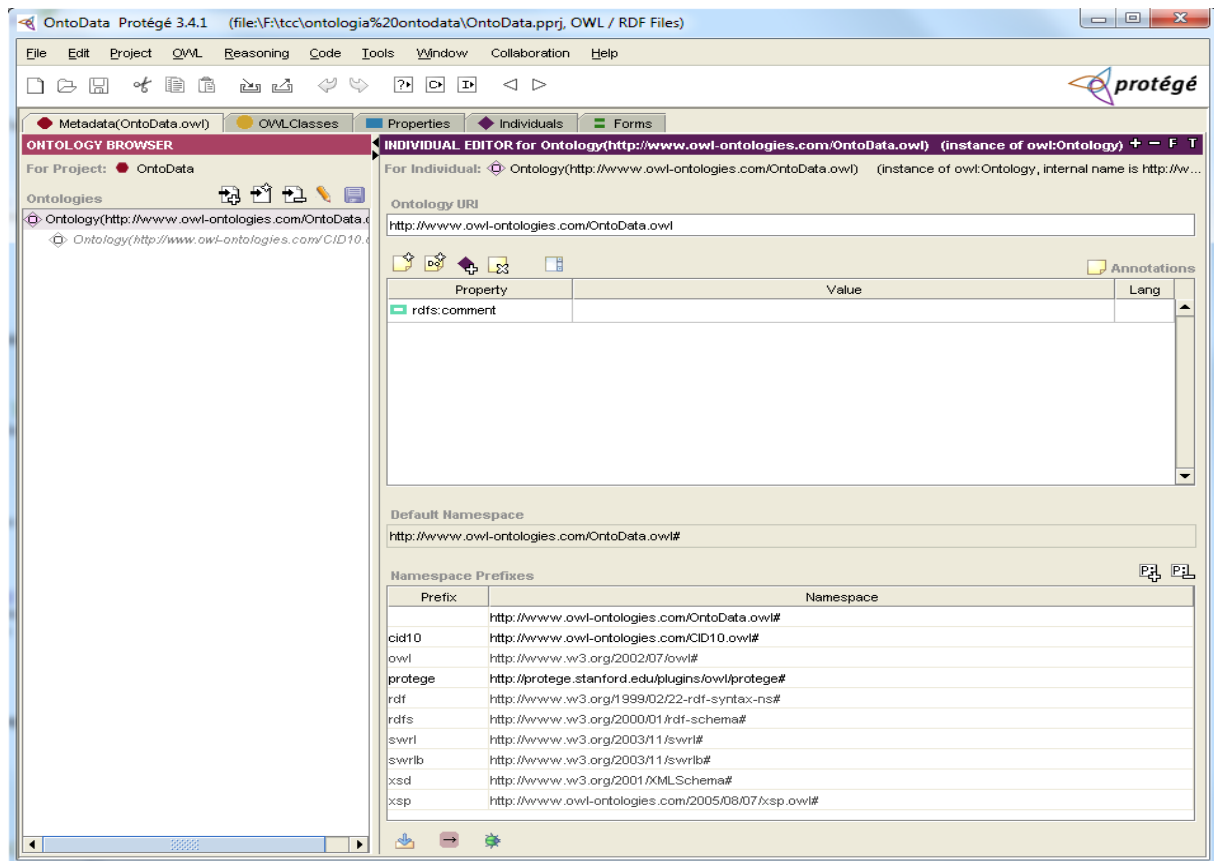 OntoData Protégé 3.4.1 (file:\F:\tcc\ontologia%20ontodata\OntoData.pprj, OWL / RDF Files)
File Edit Project OWL Reasoning Code Tools Window Collaboration Help
protégé
Metadata(OntoData.owl) OWLClasses Properties Individuals Forms
ONTOLOGY BROWSER
For Project: OntoData
Ontologies
Ontology(http://www.owl-ontologies.com/OntoData.
Ontology(http://www.owl-ontologies.com/CID10.
INDIVIDUAL EDITOR for Ontology(http://www.owl-ontologies.com/OntoData.owl) (instance of owl:Ontology) + − F T
For Individual: Ontology(http://www.owl-ontologies.com/OntoData.owl) (instance of owl:Ontology, internal name is http://w...
Ontology URI
http://www.owl-ontologies.com/OntoData.owl
Annotations
Property Value Lang
rdfs:comment
Default Namespace
http://www.owl-ontologies.com/OntoData.owl#
Namespace Prefixes
Prefix Namespace
http://www.owl-ontologies.com/OntoData.owl#
cid10 http://www.owl-ontologies.com/CID10.owl#
owl http://www.w3.org/2002/07/owl#
protege http://protege.stanford.edu/plugins/owl/protege#
rdf http://www.w3.org/1999/02/22-rdf-syntax-ns#
rdfs http://www.w3.org/2000/01/rdf-schema#
swrl http://www.w3.org/2003/11/swrl#
swrlb http://www.w3.org/2003/11/swrlb#
xsd http://www.w3.org/2001/XMLSchema#
xsp http://www.owl-ontologies.com/2005/08/07/xsp.owl#